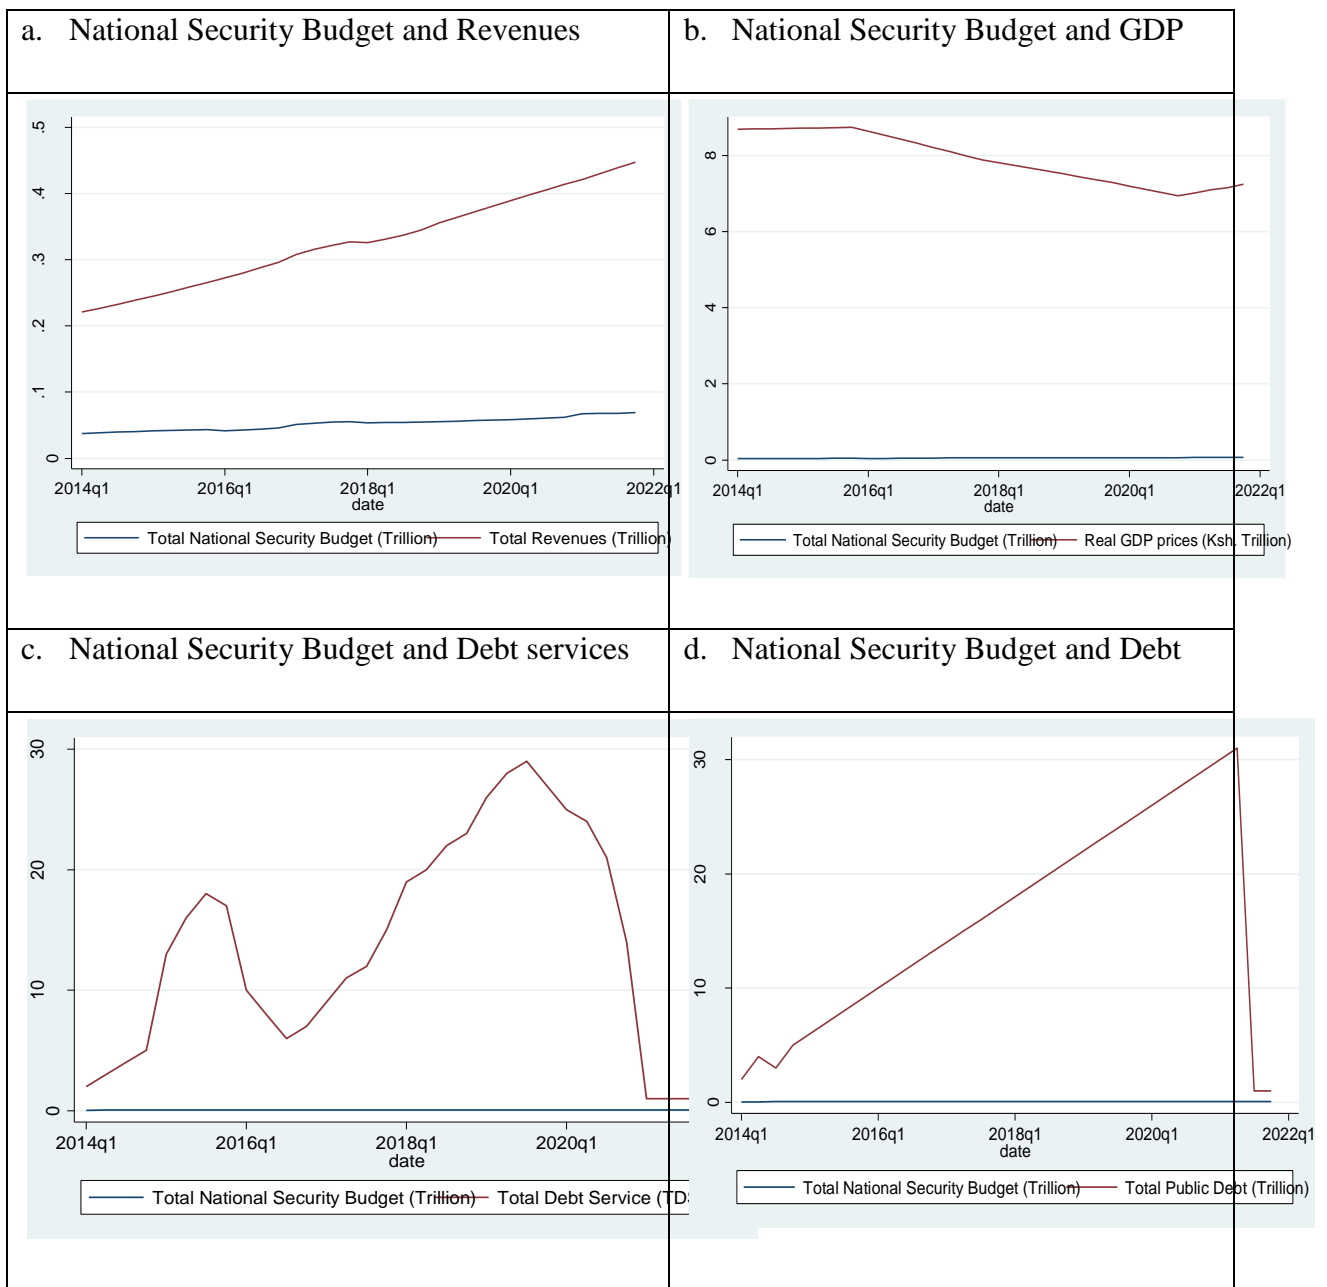 a. National Security Budget and Revenues
b. National Security Budget and GDP
.5
.4
.3
.2
.1
0
2014q1 2016q1 2018q1 2020q1 2022q1
date
Total National Security Budget (Trillion) Total Revenues (Trillion)
8
6
4
2
0
2014q1 2016q1 2018q1 2020q1 2022q1
date
Total National Security Budget (Trillion) Real GDP prices (Ksh. Trillion)
c. National Security Budget and Debt services
d. National Security Budget and Debt
30
20
10
0
2014q1 2016q1 2018q1 2020q1
date
Total National Security Budget (Trillion) Total Debt Service
30
20
10
0
2014q1 2016q1 2018q1 2020q1 2022q1
date
Total National Security Budget (Trillion) Total Public Debt (Trillion)